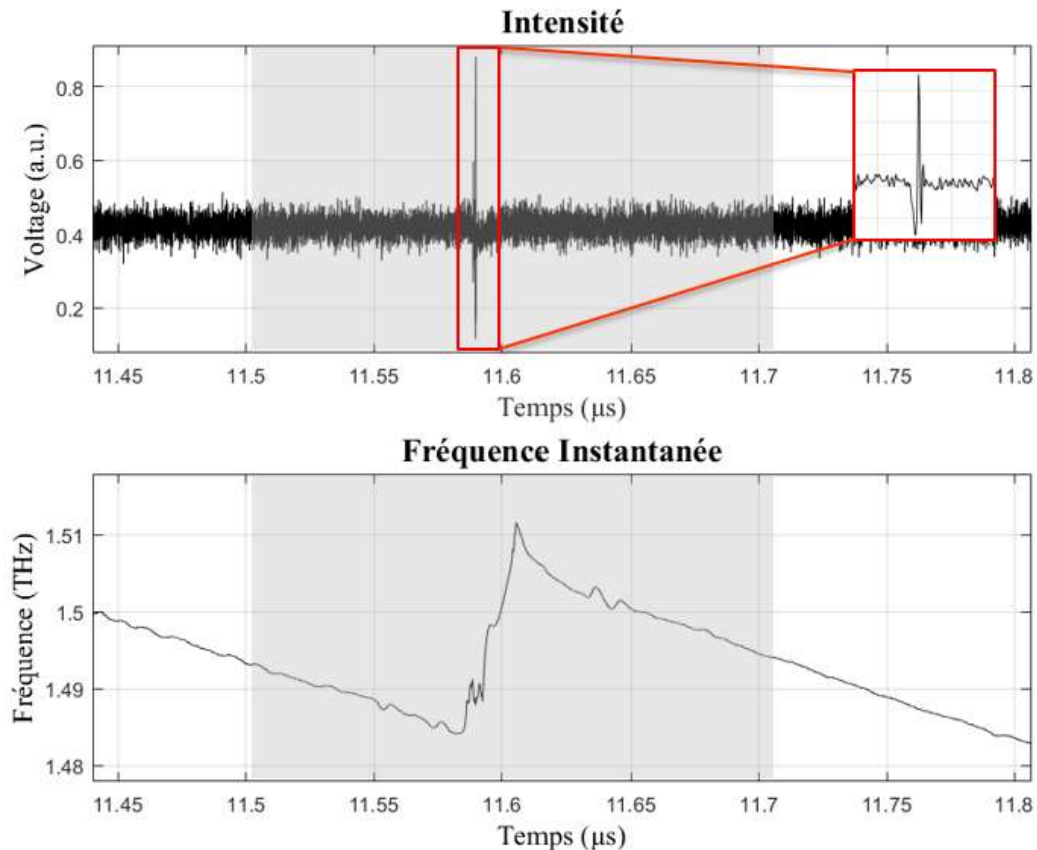 Intensité
Voltage (a.u.)
0.8
0.6
0.4
0.2
11.45 11.5 11.55 11.6 11.65 11.7 11.75 11.8
Temps (μs)
Fréquence Instantanée
Fréquence (THz)
1.51
1.5
1.49
1.48
11.45 11.5 11.55 11.6 11.65 11.7 11.75 11.8
Temps (μs)